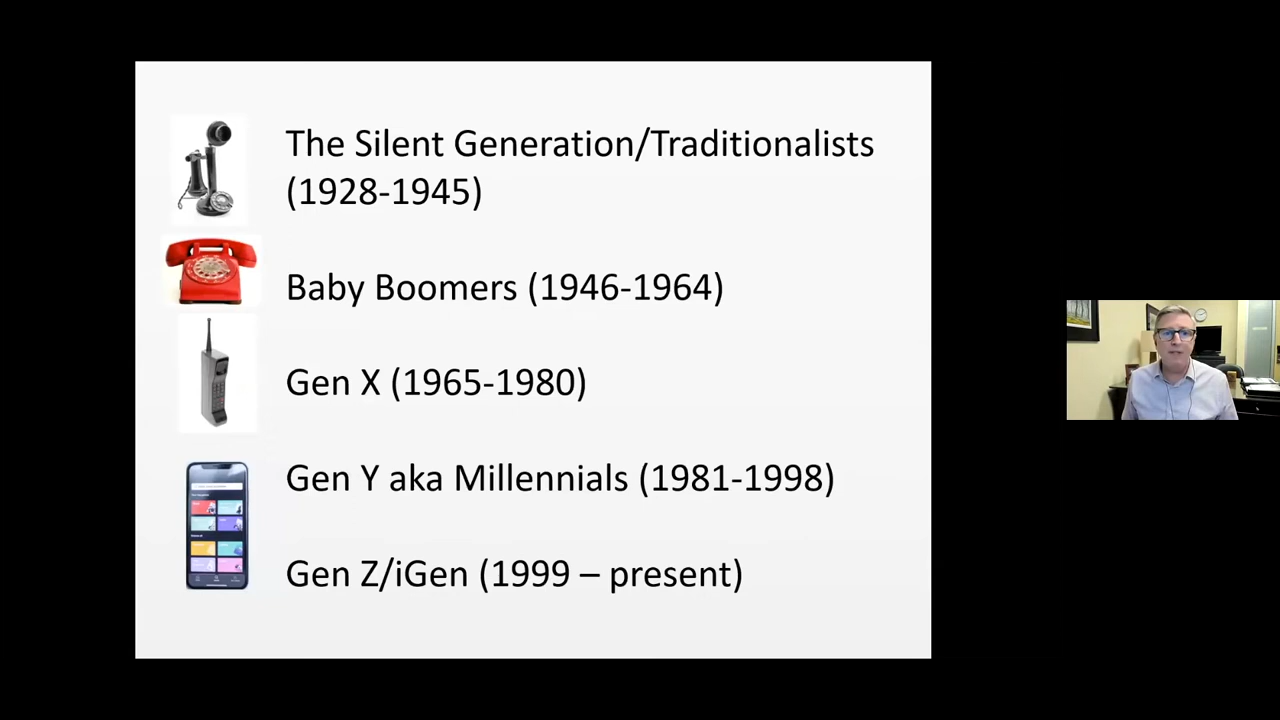 The Silent Generation/Traditionalists
(1928-1945)
Baby Boomers (1946-1964)
Gen X (1965-1980)
Gen Y aka Millennials (1981-1998)
Gen Z/iGen (1999 – present)